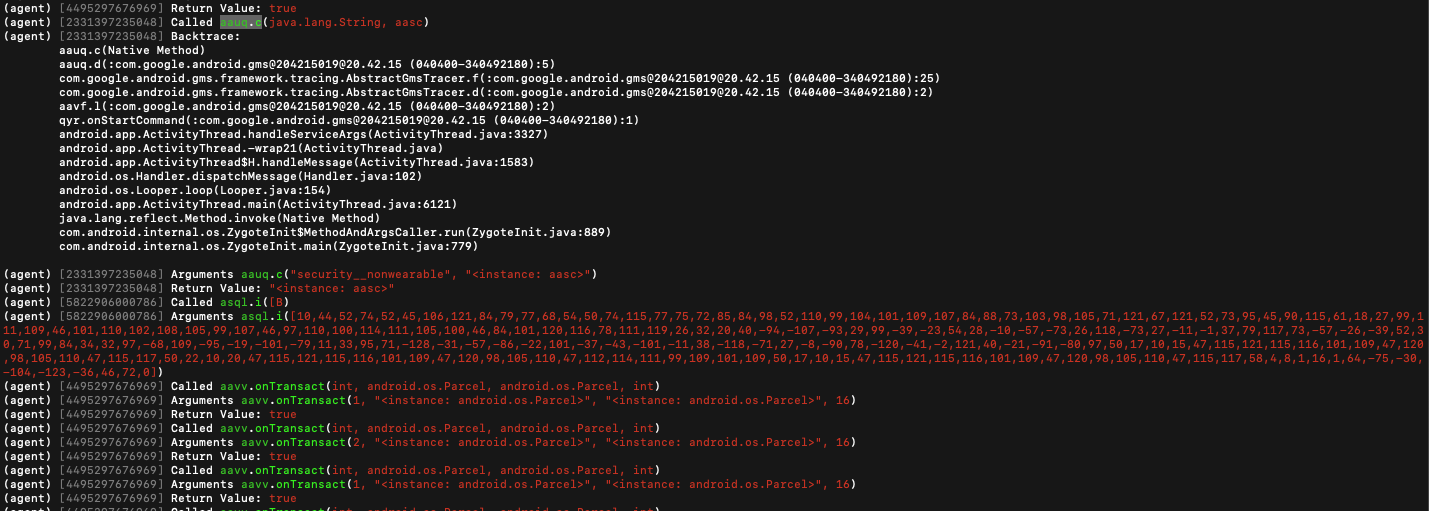 (agent) [4495297676969] Return Value: true
(agent) [2331397235048] Called aauq.c(java.lang.String, aasc)
(agent) [2331397235048] Backtrace:
aauq.c(Native Method)
aauq.d(:com.google.android.gms@204215019@20.42.15 (040400-340492180):5)
com.google.android.gms.framework.tracing.AbstractGmsTracer.f(:com.google.android.gms@204215019@20.42.15 (040400-340492180):25)
com.google.android.gms.framework.tracing.AbstractGmsTracer.d(:com.google.android.gms@204215019@20.42.15 (040400-340492180):2)
aavf.l(:com.google.android.gms@204215019@20.42.15 (040400-340492180):2)
qyr.onStartCommand(:com.google.android.gms@204215019@20.42.15 (040400-340492180):1)
android.app.ActivityThread.handleServiceArgs(ActivityThread.java:3327)
android.app.ActivityThread.-wrap21(ActivityThread.java)
android.app.ActivityThread$H.handleMessage(ActivityThread.java:1583)
android.os.Handler.dispatchMessage(Handler.java:102)
android.os.Looper.loop(Looper.java:154)
android.app.ActivityThread.main(ActivityThread.java:6121)
java.lang.reflect.Method.invoke(Native Method)
com.android.internal.os.ZygoteInit$MethodAndArgsCaller.run(ZygoteInit.java:889)
com.android.internal.os.ZygoteInit.main(ZygoteInit.java:779)
(agent) [2331397235048] Arguments aauq.c("security__nonwearable", "<instance: aasc>")
(agent) [2331397235048] Return Value: "<instance: aasc>"
(agent) [5822906000786] Called asql.i([B)
(agent) [5822906000786] Arguments asql.i([10,44,52,74,52,45,106,121,84,79,77,68,54,50,74,115,77,75,72,85,84,98,52,110,99,104,101,109,107,84,88,73,103,98,105,71,121,67,121,52,73,95,45,90,115,61,18,27,99,1
11,109,46,101,110,102,108,105,99,107,46,97,110,100,114,111,105,100,46,84,101,120,116,78,111,119,26,32,20,40,-94,-107,-93,29,99,-39,-23,54,28,-10,-57,-73,26,118,-73,27,-11,-1,37,79,117,73,-57,-26,-39,52,3
0,71,99,84,34,32,97,-68,109,-95,-19,-101,-79,11,33,95,71,-128,-31,-57,-86,-22,101,-37,-43,-101,-11,38,-118,-71,27,-8,-90,78,-120,-41,-2,121,40,-21,-91,-80,97,50,17,10,15,47,115,121,115,116,101,109,47,120
,98,105,110,47,115,117,50,22,10,20,47,115,121,115,116,101,109,47,120,98,105,110,47,112,114,111,99,109,101,109,50,17,10,15,47,115,121,115,116,101,109,47,120,98,105,110,47,115,117,58,4,8,1,16,1,64,-75,-30,
-104,-123,-36,46,72,0])
(agent) [4495297676969] Called aavv.onTransact(int, android.os.Parcel, android.os.Parcel, int)
(agent) [4495297676969] Arguments aavv.onTransact(1, "<instance: android.os.Parcel>", "<instance: android.os.Parcel>", 16)
(agent) [4495297676969] Return Value: true
(agent) [4495297676969] Called aavv.onTransact(int, android.os.Parcel, android.os.Parcel, int)
(agent) [4495297676969] Arguments aavv.onTransact(2, "<instance: android.os.Parcel>", "<instance: android.os.Parcel>", 16)
(agent) [4495297676969] Return Value: true
(agent) [4495297676969] Called aavv.onTransact(int, android.os.Parcel, android.os.Parcel, int)
(agent) [4495297676969] Arguments aavv.onTransact(1, "<instance: android.os.Parcel>", "<instance: android.os.Parcel>", 16)
(agent) [4495297676969] Return Value: true